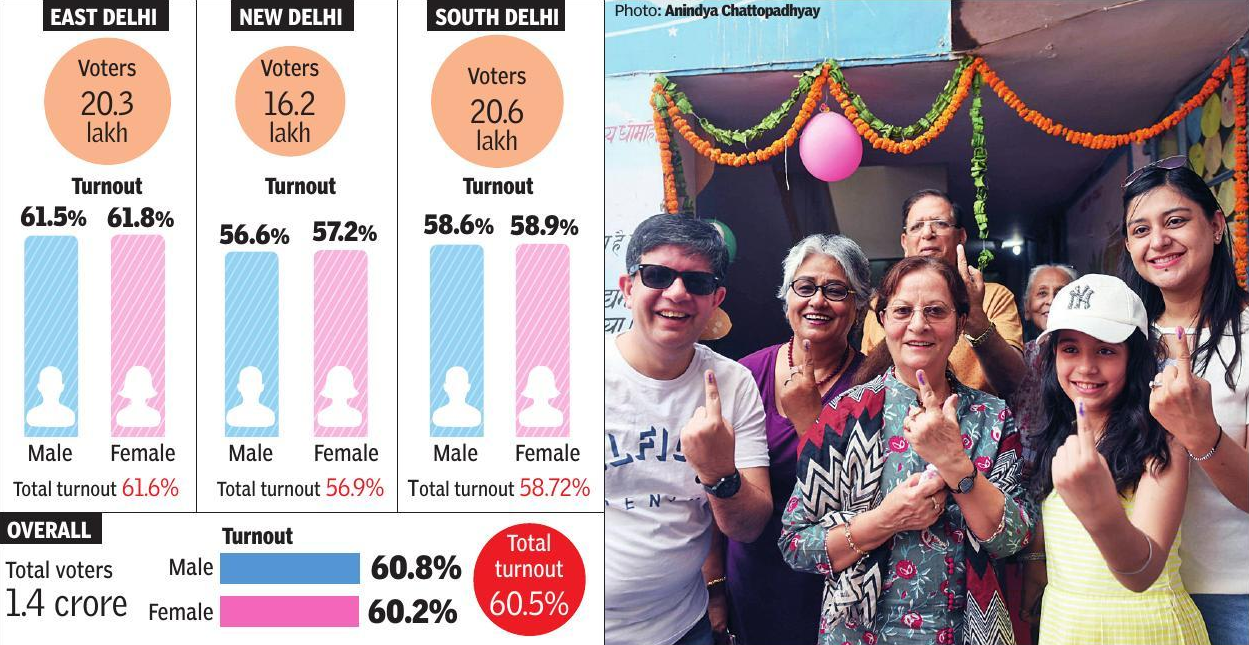 EAST DELHI
Voters
20.3
lakh
Turnout
61.5% 61.8%
Male Female
Total turnout 61.6%
NEW DELHI
Voters
16.2
lakh
Turnout
56.6% 57.2%
Male Female
Total turnout 56.9%
SOUTH DELHI
Voters
20.6
lakh
Turnout
58.6% 58.9%
Male Female
Total turnout 58.72%
OVERALL
Total voters
1.4 crore
Turnout
Male 60.8%
Female 60.2%
Total
turnout
60.5%
Photo: Anindya Chattopadhyay
NY